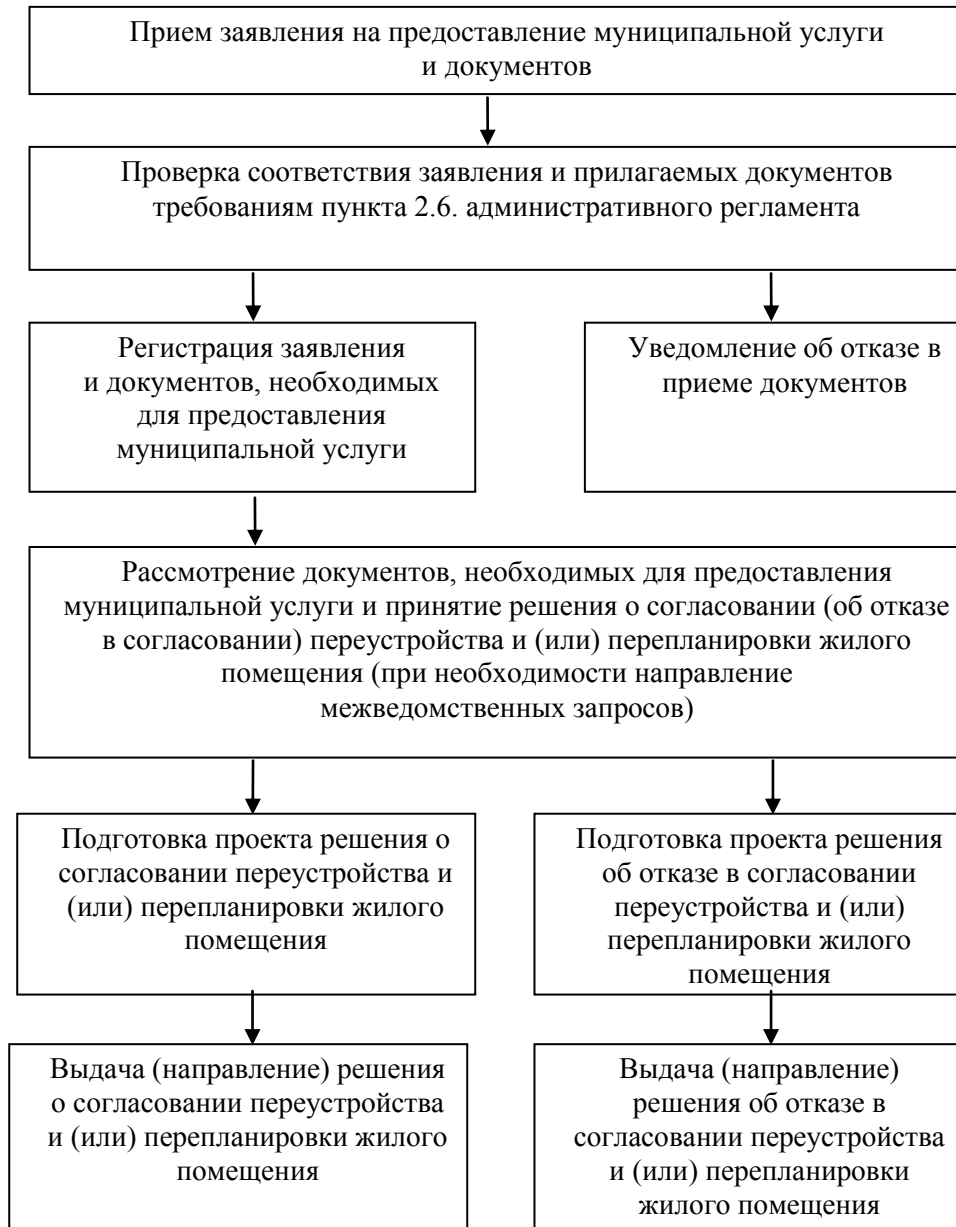 Прием заявления на предоставление муниципальной услуги
и документов
Проверка соответствия заявления и прилагаемых документов
требованиям пункта 2.6. административного регламента
Регистрация заявления
и документов, необходимых
для предоставления
муниципальной услуги
Уведомление об отказе в
приеме документов
Рассмотрение документов, необходимых для предоставления
муниципальной услуги и принятие решения о согласовании (об отказе
в согласовании) переустройства и (или) перепланировки жилого
помещения (при необходимости направление
межведомственных запросов)
Подготовка проекта решения о
согласовании переустройства и
(или) перепланировки жилого
помещения
Подготовка проекта решения
об отказе в согласовании
переустройства и (или)
перепланировки жилого
помещения
Выдача (направление) решения
о согласовании переустройства
и (или) перепланировки жилого
помещения
Выдача (направление)
решения об отказе в
согласовании переустройства
и (или) перепланировки
жилого помещения